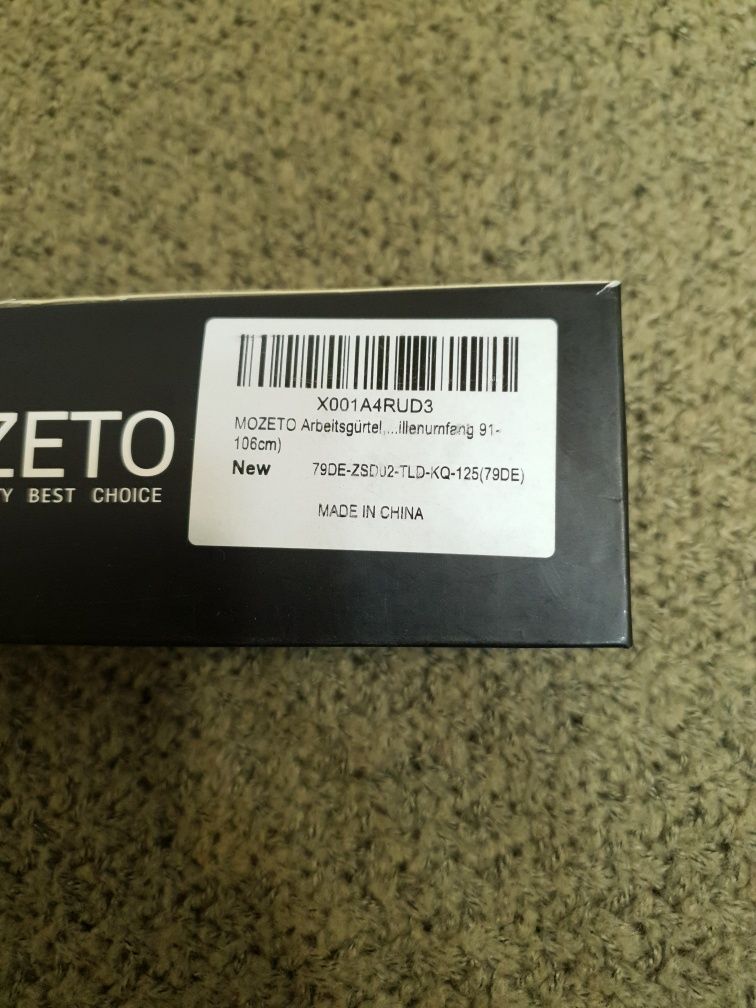 X001A4RUD3
MOZETO Arbeitsgürtel,...illenumfang 91-
106cm)
New 79DE-ZSD02-TLD-KQ-125(79DE)
MADE IN CHINA
ZETO
Y BEST CHOICE